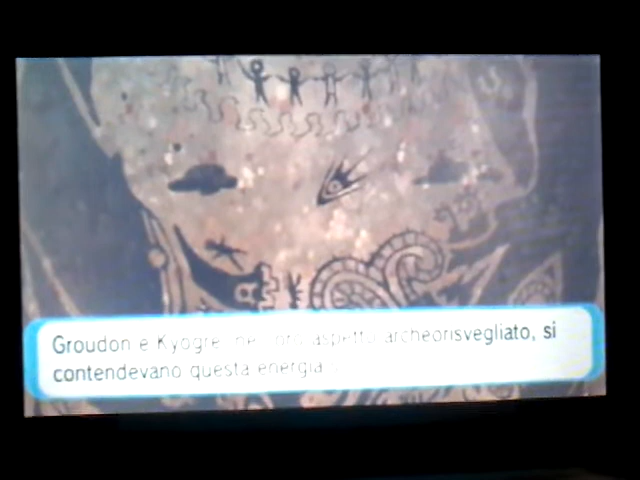 Groudon e Kyogre, nel loro aspetto archeorisvegliato, si
contendevano questa energia